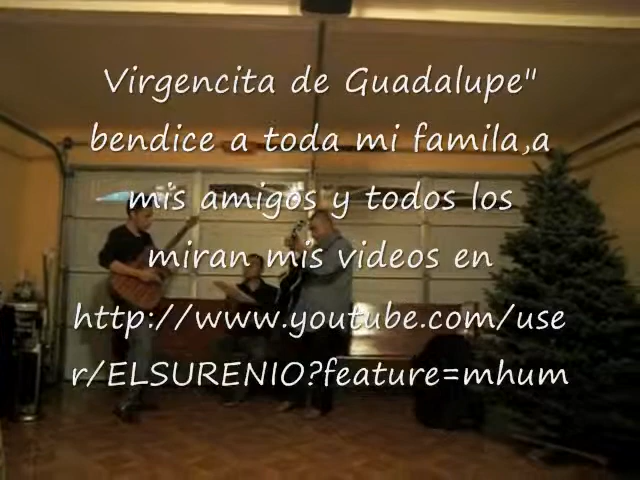 Virgencita de Guadalupe"
bendice a toda mi famila,a
mis amigos y todos los
miran mis videos en
http://www.youtube.com/use
r/ELSURENIO?feature=mhum